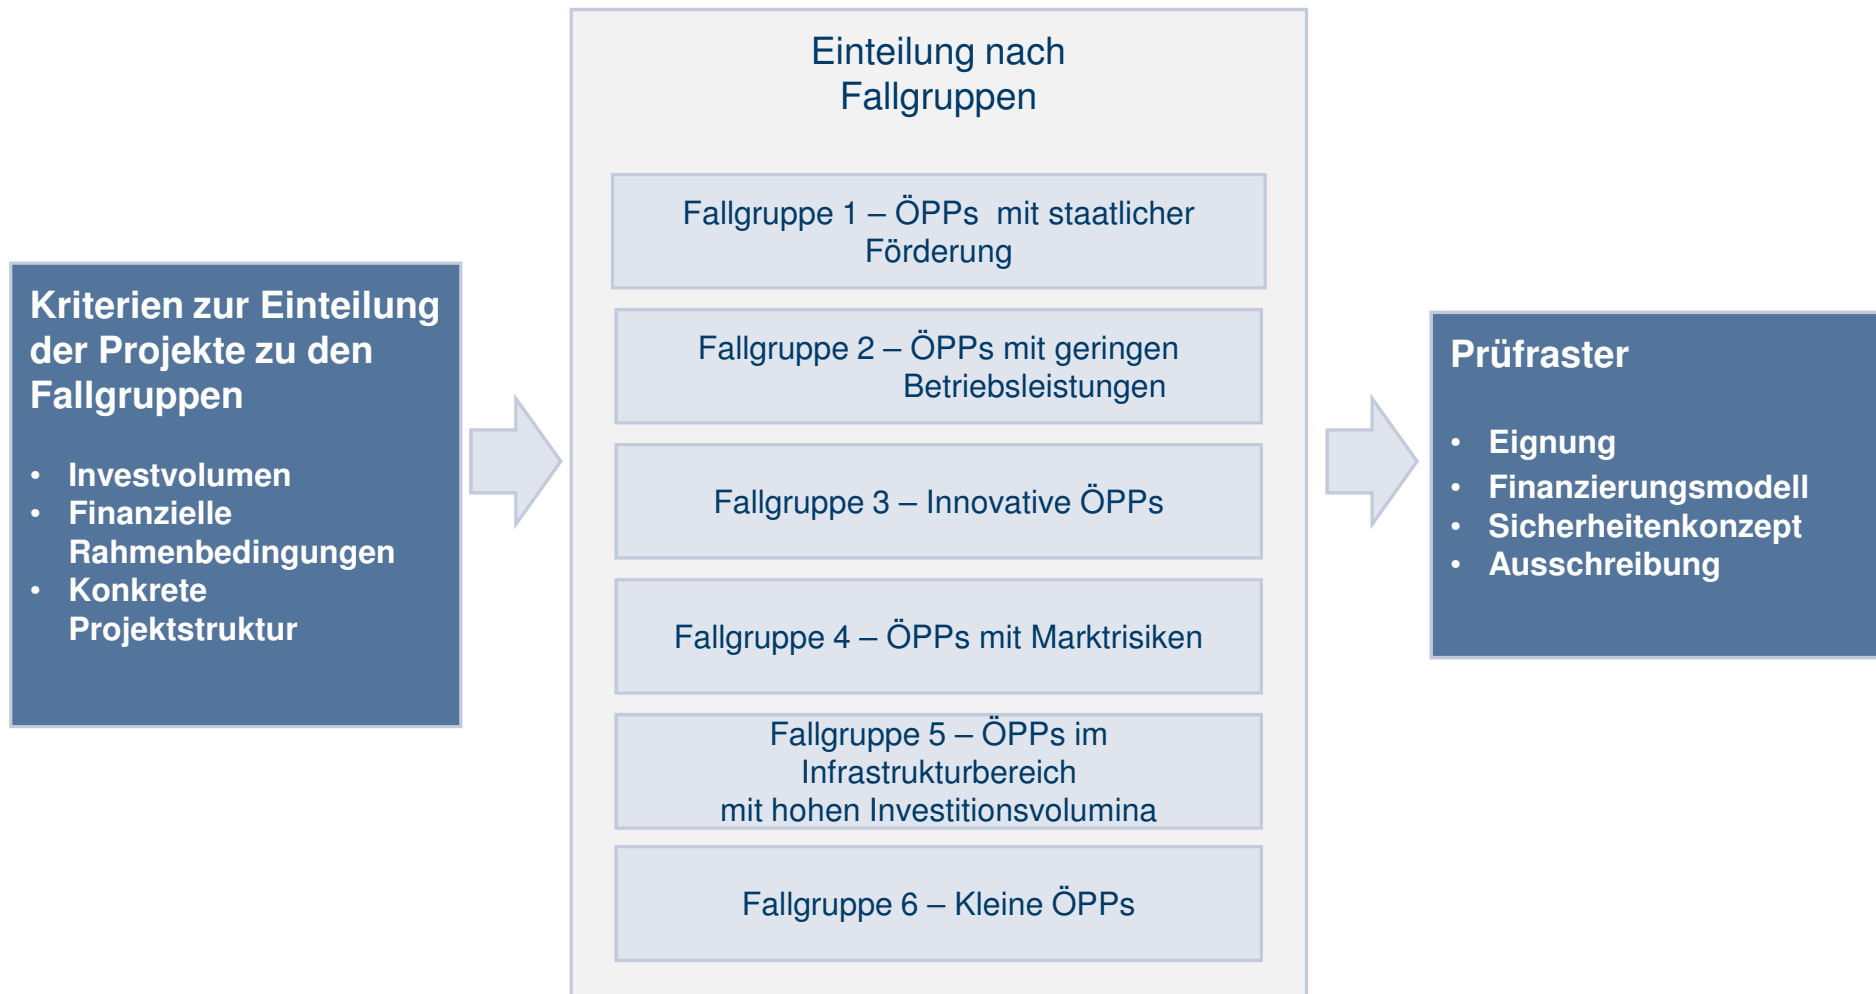 Kriterien zur Einteilung
der Projekte zu den
Fallgruppen
• Investvolumen
• Finanzielle
Rahmenbedingungen
• Konkrete
Projektstruktur
Einteilung nach
Fallgruppen
Fallgruppe 1 – ÖPPs mit staatlicher
Förderung
Fallgruppe 2 – ÖPPs mit geringen
Betriebsleistungen
Fallgruppe 3 – Innovative ÖPPs
Fallgruppe 4 – ÖPPs mit Marktrisiken
Fallgruppe 5 – ÖPPs im
Infrastrukturbereich
mit hohen Investitionsvolumina
Fallgruppe 6 – Kleine ÖPPs
Prüfraster
• Eignung
• Finanzierungsmodell
• Sicherheitenkonzept
• Ausschreibung